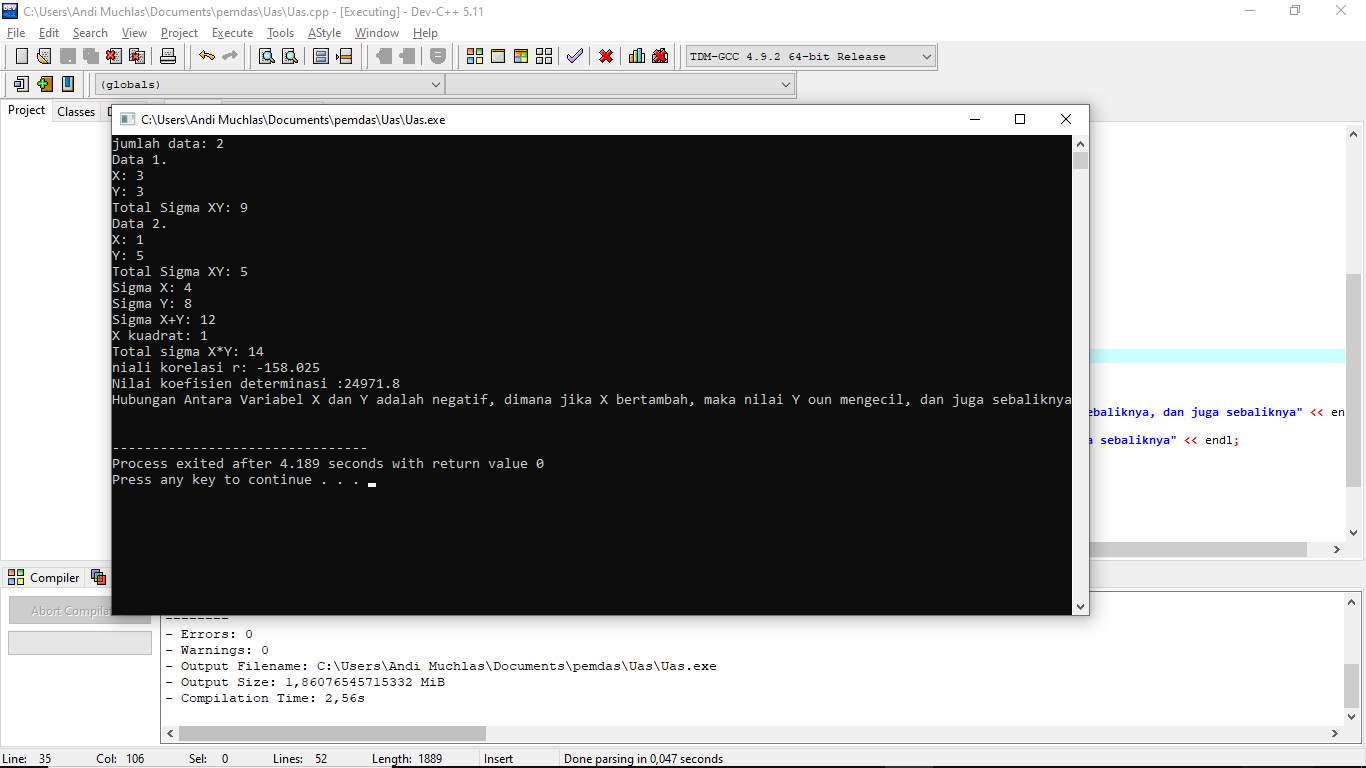 C:\Users\Andi Muchlas\Documents\pemdas\Uas\Uas.cpp - [Executing] - Dev-C++ 5.11
File Edit Search View Project Execute Tools AStyle Window Help
TDM-GCC 4.9.2 64-bit Release
(globals)
Project Classes
C:\Users\Andi Muchlas\Documents\pemdas\Uas\Uas.exe
jumlah data: 2
Data 1.
X: 3
Y: 3
Total Sigma XY: 9
Data 2.
X: 1
Y: 5
Total Sigma XY: 5
Sigma X: 4
Sigma Y: 8
Sigma X+Y: 12
X kuadrat: 1
Total sigma X*Y: 14
niali korelasi r: -158.025
Nilai koefisien determinasi :24971.8
Hubungan Antara Variabel X dan Y adalah negatif, dimana jika X bertambah, maka nilai Y oun mengecil, dan juga sebaliknya
ebaliknya, dan juga sebaliknya" << en
a sebaliknya" << endl;
--------------------------------
Process exited after 4.189 seconds with return value 0
Press any key to continue . . .
Compiler
Abort Compila
--------
- Errors: 0
- Warnings: 0
- Output Filename: C:\Users\Andi Muchlas\Documents\pemdas\Uas\Uas.exe
- Output Size: 1,86076545715332 MiB
- Compilation Time: 2,56s
Line: 35 Col: 106 Sel: 0 Lines: 52 Length: 1889 Insert Done parsing in 0,047 seconds